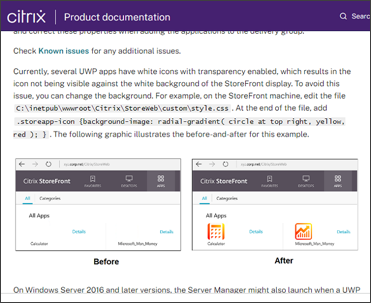 citrix | Product documentation Searc
and correct these properties when adding the applications to the delivery group.
Check Known issues for any additional issues.
Currently, several UWP apps have white icons with transparency enabled, which results in the
icon not being visible against the white background of the StoreFront display. To avoid this
issue, you can change the background. For example, on the StoreFront machine, edit the file
C:\inetpub\wwwroot\Citrix\StoreWeb\custom\style.css . At the end of the file, add
.storeapp-icon {background-image: radial-gradient( circle at top right, yellow,
red ); } . The following graphic illustrates the before-and-after for this example.
Citrix StoreFront FAVORITES DESKTOPS APPS
All Categories
All Apps
Details Details
Calculator Microsoft_Msn_Money
Before
Citrix StoreFront FAVORITES DESKTOPS APPS
All Categories
All Apps
Details Details
Calculator Microsoft_Msn_Money
After
On Windows Server 2016 and later versions, the Server Manager might also launch when a UWP